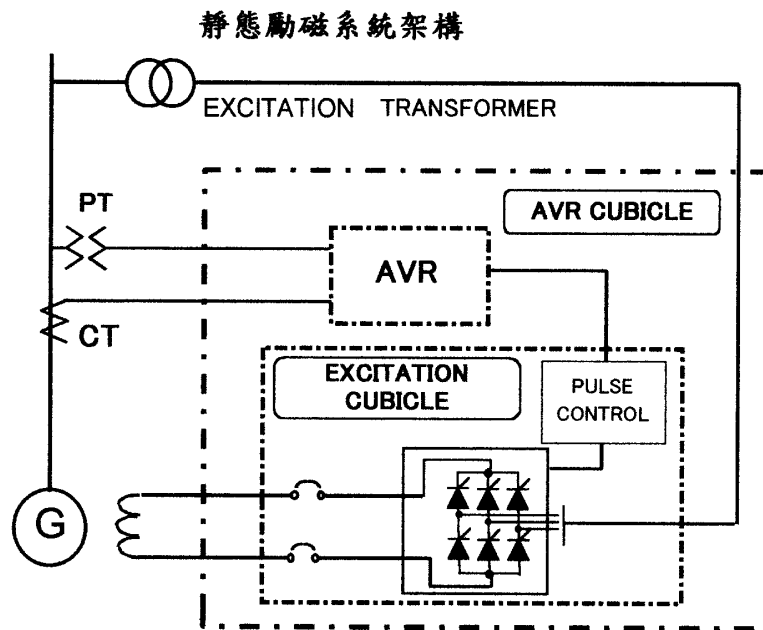 靜態勵磁系統架構
EXCITATION TRANSFORMER
PT
AVR CUBICLE
AVR
CT
EXCITATION
CUBICLE
PULSE
CONTROL
G